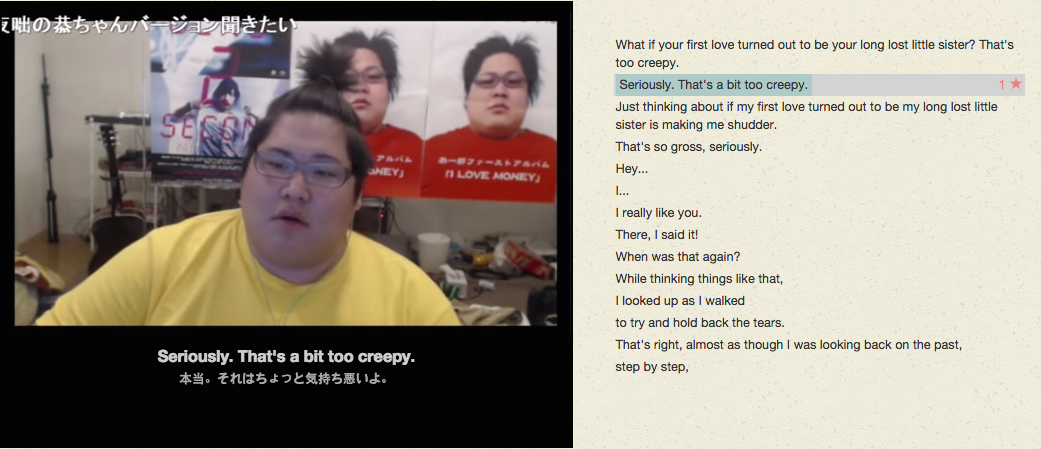 夜咄の恭ちゃんバージョン聞きたい
SECON
恭一郎ファーストアルバム
「I LOVE MONEY」
アルバム
MONEY」
Seriously. That's a bit too creepy.
本当。それはちょっと気持ち悪いよ。
What if your first love turned out to be your long lost little sister? That's
too creepy.
Seriously. That's a bit too creepy. 1 ★
Just thinking about if my first love turned out to be my long lost little
sister is making me shudder.
That's so gross, seriously.
Hey...
I...
I really like you.
There, I said it!
When was that again?
While thinking things like that,
I looked up as I walked
to try and hold back the tears.
That's right, almost as though I was looking back on the past,
step by step,